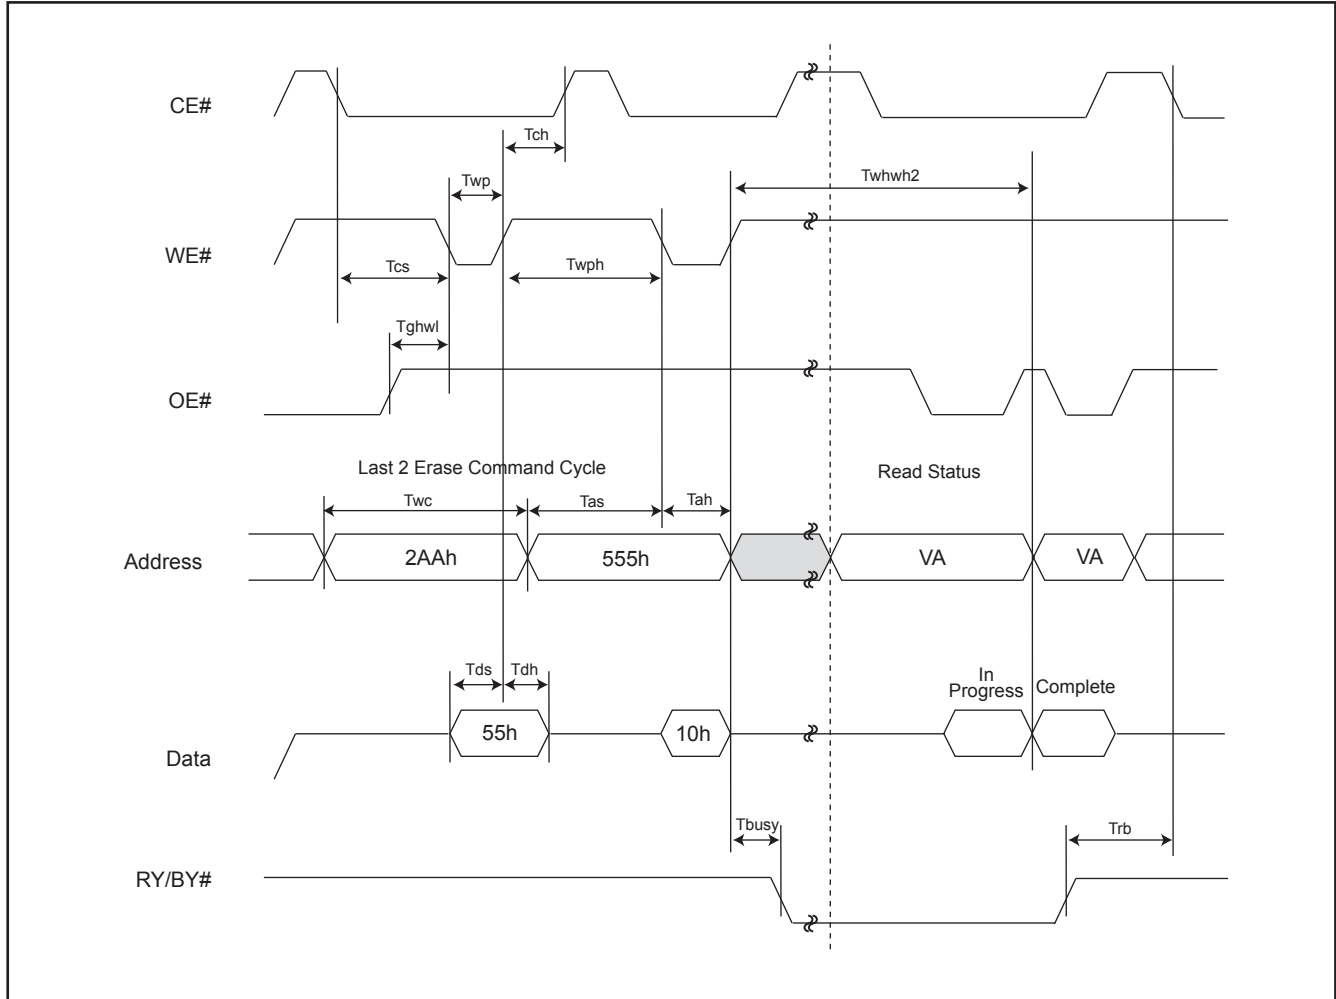 CE#
Tch
Twp
Twhwh2
WE#
Tcs
Twph
Tghwl
OE#
Last 2 Erase Command Cycle
Read Status
Twc
Tas
Tah
Address
2AAh
555h
VA
VA
Tds
Tdh
In
Progress
Complete
55h
10h
Data
Tbusy
Trb
RY/BY#